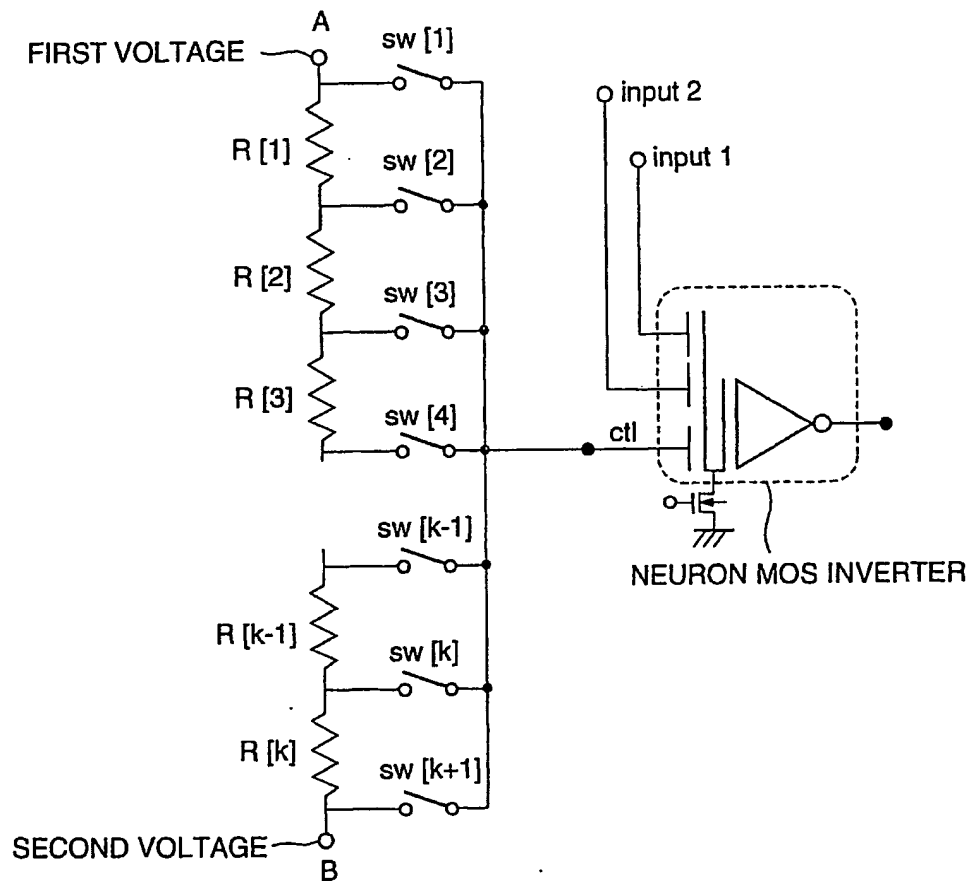 A
FIRST VOLTAGE
sw [1]
input 2
R [1]
sw [2]
input 1
R [2]
sw [3]
R [3]
sw [4]
ctl
sw [k-1]
NEURON MOS INVERTER
R [k-1]
sw [k]
R [k]
sw [k+1]
SECOND VOLTAGE
B